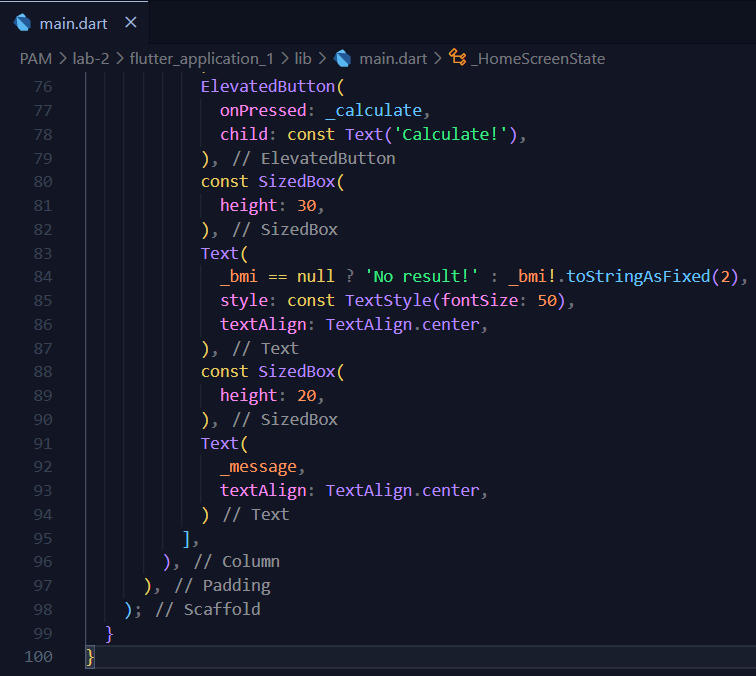 main.dart ×
PAM > lab-2 > flutter_application_1 > lib > main.dart > _HomeScreenState
76 ElevatedButton(
77 onPressed: _calculate,
78 child: const Text('Calculate!'),
79 ), // ElevatedButton
80 const SizedBox(
81 height: 30,
82 ), // SizedBox
83 Text(
84 _bmi == null ? 'No result!' : _bmi!.toStringAsFixed(2),
85 style: const TextStyle(fontSize: 50),
86 textAlign: TextAlign.center,
87 ), // Text
88 const SizedBox(
89 height: 20,
90 ), // SizedBox
91 Text(
92 _message,
93 textAlign: TextAlign.center,
94 ) // Text
95 ],
96 ), // Column
97 ), // Padding
98 ); // Scaffold
99 }
100 }